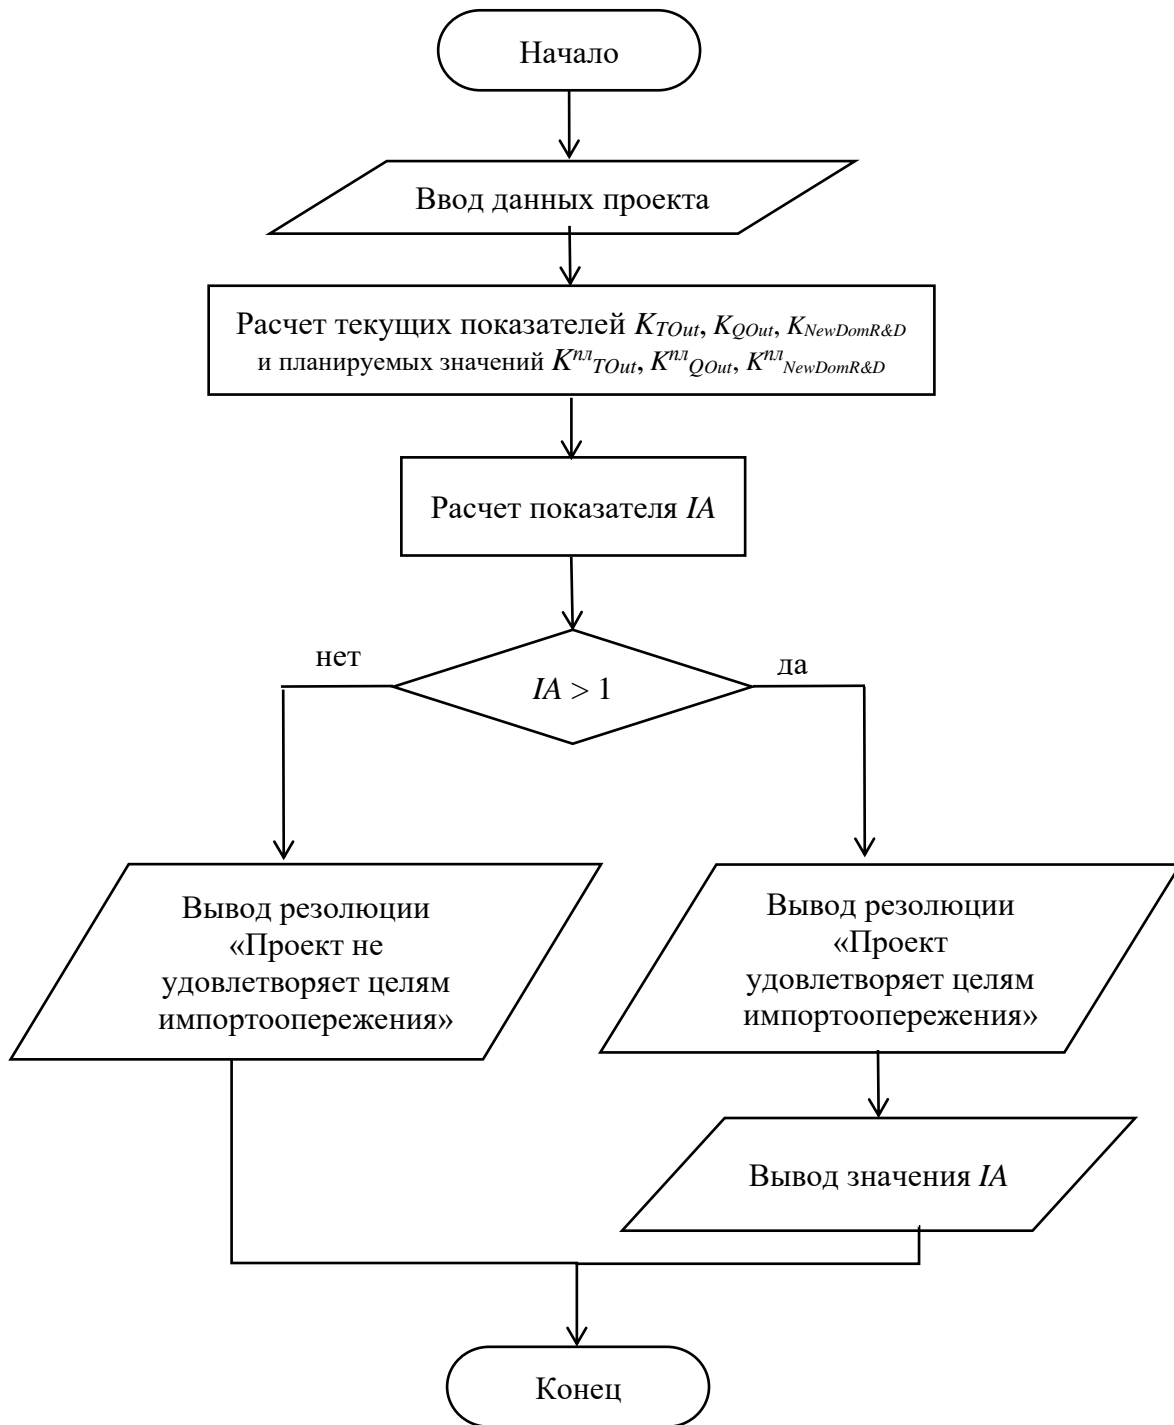 Начало
Ввод данных проекта
Расчет текущих показателей K_TOut, K_QOut, K_NewDomR&D
и планируемых значений K^пл_TOut, K^пл_QOut, K^пл_NewDomR&D
Расчет показателя IA
нет
IA > 1
да
Вывод резолюции
«Проект не
удовлетворяет целям
импортоопережения»
Вывод резолюции
«Проект
удовлетворяет целям
импортоопережения»
Вывод значения IA
Конец